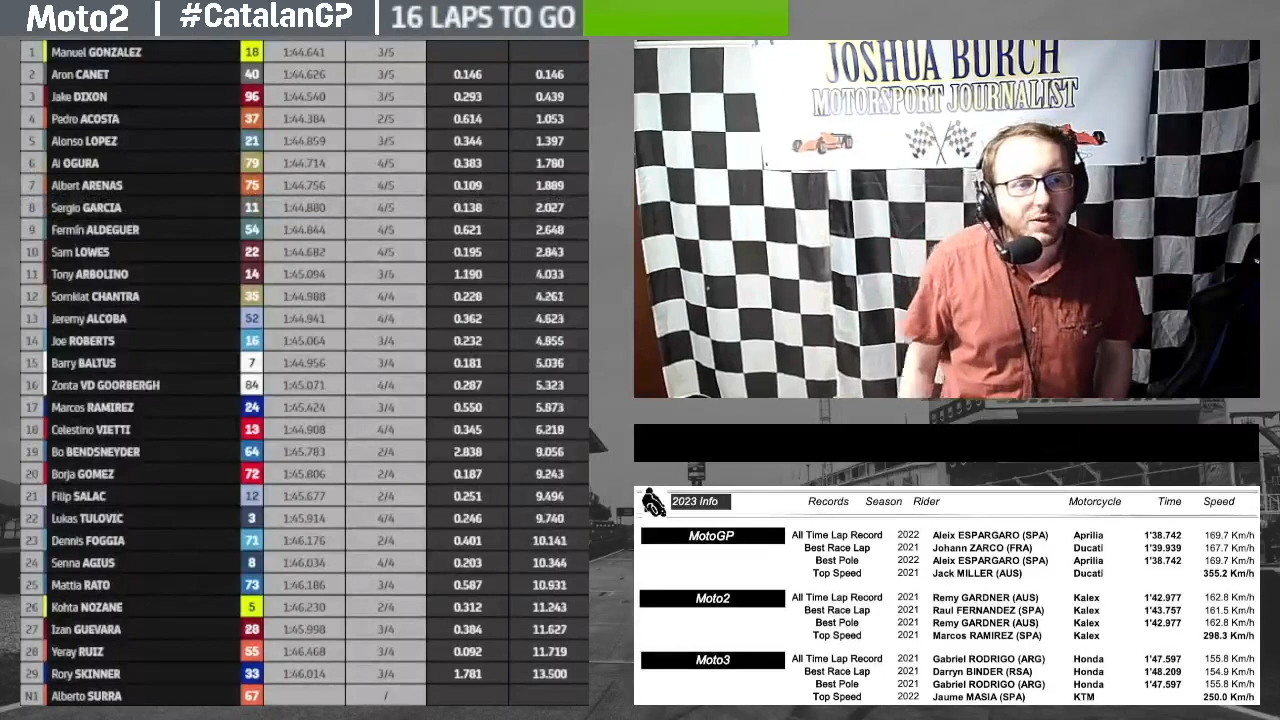 Moto2 | #CatalanGP | 16 LAPS TO GO
1 Manuel GONZALEZ 18 1:44.641 3/5
2 Aron CANET 40 1:44.626 3/5 0.146 0.146
3 Jake DIXON 96 1:44.540 3/5 0.293 0.439
4 Pedro ACOSTA 37 1:44.384 2/5 0.614 1.053
5 Alonso LOPEZ 21 1:44.859 3/5 0.344 1.397
6 Ai OGURA 79 1:44.714 4/5 0.383 1.780
7 Albert ARENAS 75 1:44.756 4/5 0.109 1.889
8 Sergio GARCIA 11 1:44.880 4/5 0.138 2.027
9 Fermín ALDEGUER 54 1:44.844 4/5 0.621 2.648
10 Sam LOWES 22 1:44.682 4/5 0.195 2.843
11 Tony ARBOLINO 14 1:45.094 3/5 1.190 4.033
12 Somkiat CHANTRA 35 1:44.988 4/4 0.228 4.261
13 Jeremy ALCOBA 52 1:44.941 4/4 0.362 4.623
14 Joe ROBERTS 16 1:45.064 3/4 0.232 4.855
15 Barry BALTUS 7 1:44.956 3/4 0.181 5.036
16 Zonta VD GOORBERGH 84 1:45.071 4/4 0.287 5.323
17 Marcos RAMIREZ 24 1:45.424 3/4 0.550 5.873
18 Celestino VIETTI 13 1:44.908 4/4 0.345 6.218
19 Bo BENDSNEYDER 64 1:45.783 2/4 2.838 9.056
20 Borja GOMEZ 72 1:45.806 2/4 0.187 9.243
21 Filip SALAC 12 1:45.677 2/4 0.251 9.494
Lukas TULOVIC 3 1:45.914 2/4 0.246 9.740
23 Dennis FOGGIA 71 1:46.176 2/4 0.401 10.141
24 Senna AGIUS 8 2/4 10.344
25 Mattia RATO 73 1:46.186 3/4 0.587 10.931
26 Kohta NOZANE 5 1:46.230 2/4 0.312
27 Izan GUEVARA 28 3/4 0.384 11.627
28 Yeray RUIZ 55 3/4 0.092 11.719
29 Rory SKINNER 33 1:46.014 3/4
Alberto SURRA 67
JOSHUA BURCH
MOTORSPORT JOURNALIST
2023 Info Records Season Rider Motorcycle Time Speed
MotoGP All Time Lap Record 2022 Aleix ESPARGARO (SPA) Aprilia 1'38.742 169.7 Km/h
Best Race Lap 2021 Johann ZARCO (FRA) Ducati 1'39.939 167.7 Km/h
Best Pole 2022 Aleix ESPARGARO (SPA) Aprilia 1'38.742 169.7 Km/h
Top Speed 2021 Jack MILLER (AUS) Ducati 355.2 Km/h
Moto2 All Time Lap Record 2021 Remy GARDNER (AUS) Kalex 1'42.977 162.8 Km/h
Best Race Lap 2021 Raul FERNANDEZ (SPA) Kalex 1'43.757 161.5 Km/h
Best Pole 2021 Remy GARDNER (AUS) Kalex 1'42.977 162.8 Km/h
Top Speed 2021 Marcos RAMIREZ (SPA) Kalex 298.3 Km/h
Moto3 All Time Lap Record 2021 Gabriel RODRIGO (ARG) Honda 1'47.597 155.8 Km/h
Best Race Lap 2021 Darryn BINDER (RSA) Honda 1'48.209 154.9 Km/h
Best Pole 2021 Gabriel RODRIGO (ARG) Honda 1'47.597 155.8 Km/h
Top Speed 2022 Jaume MASIA (SPA) KTM 250.0 Km/h